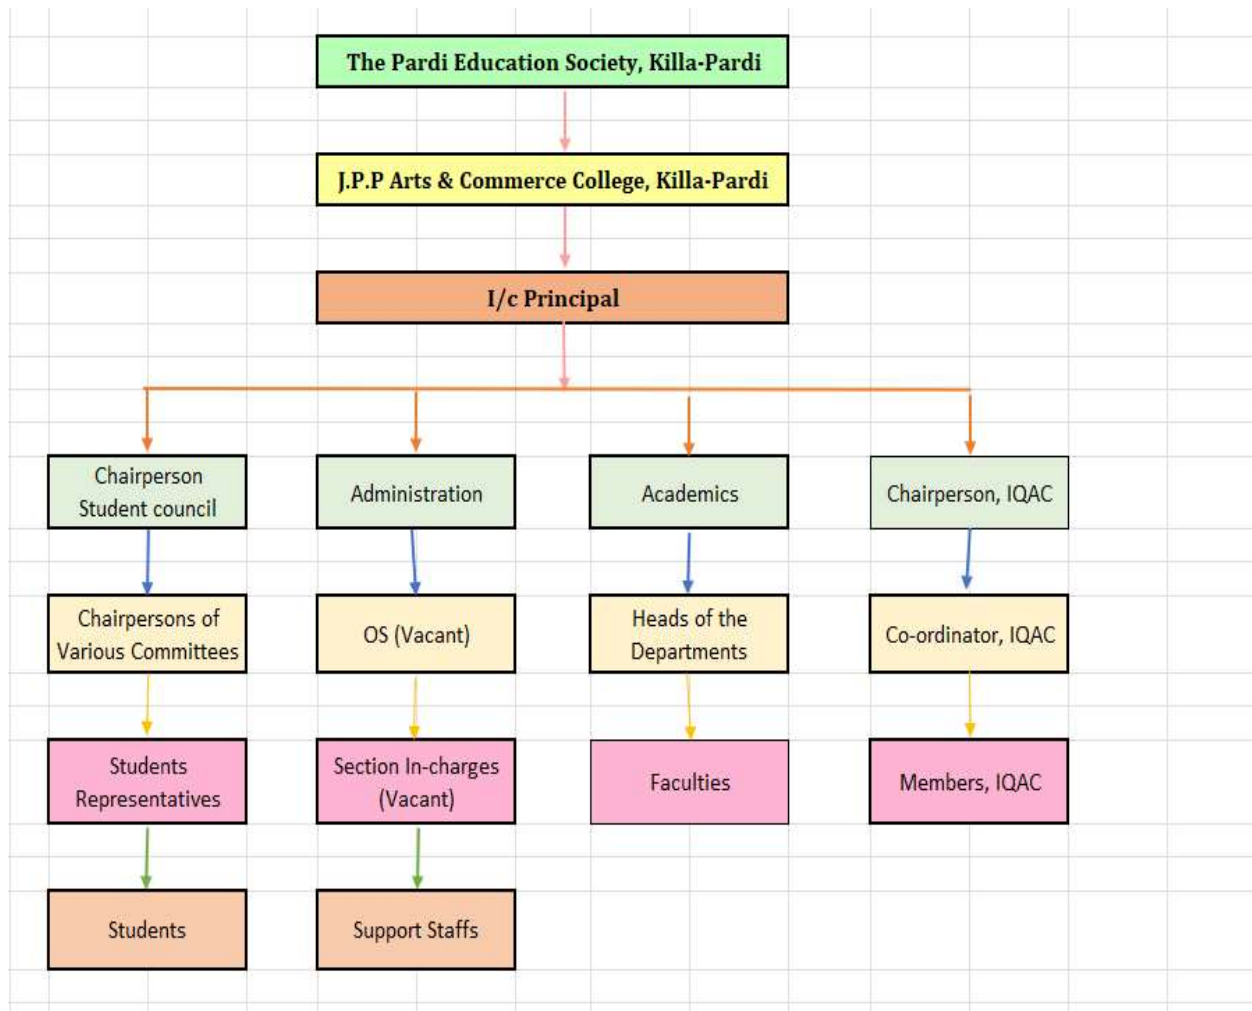 The Pardi Education Society, Killa-Pardi
J.P.P Arts & Commerce College, Killa-Pardi
I/c Principal
Chairperson
Student council
Administration
Academics
Chairperson, IQAC
Chairpersons of
Various Committees
OS (Vacant)
Heads of the
Departments
Co-ordinator, IQAC
Students
Representatives
Section In-charges
(Vacant)
Faculties
Members, IQAC
Students
Support Staffs